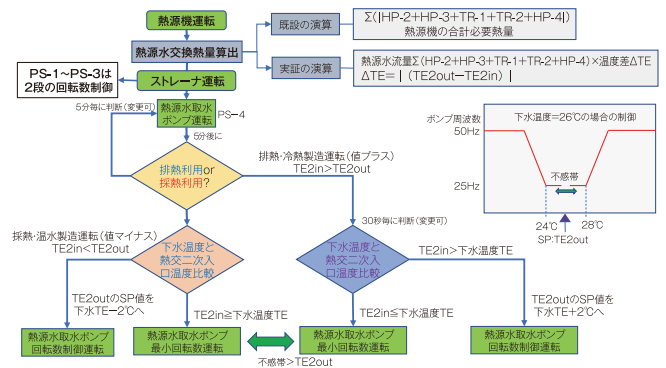 熱源機運転
熱源水交換熱量算出
既設の演算
Σ(|HP-2+HP-3+TR-1+TR-2+HP-4|)
熱源機の合計必要熱量
実証の演算
熱源水流量Σ(HP-2+HP-3+TR-1+TR-2+HP-4)×温度差ΔTE
ΔTE=|(TE2out−TE2in)|
PS-1～PS-3は
2段の回転数制御
ストレーナ運転
5分毎に判断(変更可)
熱源水取水
ポンプ運転
PS-4
5分後に
排熱利用or
採熱利用?
排熱・冷熱製造運転(値プラス)
TE2in>TE2out
30秒毎に判断(変更可)
採熱・温水製造運転(値マイナス)
TE2in<TE2out
下水温度と
熱交二次入
口温度比較
下水温度と
熱交二次入
口温度比較
TE2in>下水温度TE
TE2outのSP値を
下水TE−2℃へ
TE2in≧下水温度TE
TE2in≦下水温度TE
TE2outのSP値を
下水TE+2℃へ
熱源水取水ポンプ
回転数制御運転
熱源水取水ポンプ
最小回転数運転
不感帯>TE2out
熱源水取水ポンプ
最小回転数運転
熱源水取水ポンプ
回転数制御運転
ポンプ周波数
50Hz
下水温度=26℃の場合の制御
不感帯
25Hz
24℃
28℃
SP:TE2out